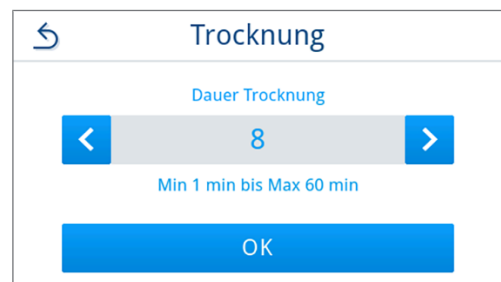 Trocknung
Dauer Trocknung
8
Min 1 min bis Max 60 min
OK